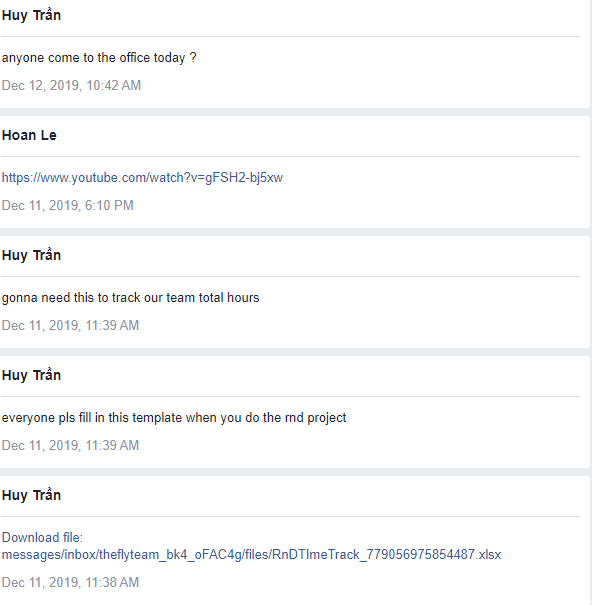 Huy Trần
anyone come to the office today ?
Dec 12, 2019, 10:42 AM
Hoan Le
https://www.youtube.com/watch?v=gFSH2-bj5xw
Dec 11, 2019, 6:10 PM
Huy Trần
gonna need this to track our team total hours
Dec 11, 2019, 11:39 AM
Huy Trần
everyone pls fill in this template when you do the rnd project
Dec 11, 2019, 11:39 AM
Huy Trần
Download file:
messages/inbox/theflyteam_bk4_oFAC4g/files/RnDTImeTrack_779056975854487.xlsx
Dec 11, 2019, 11:38 AM